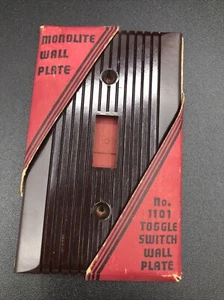 MONOLITE
WALL
PLATE
No.
1101
TOGGLE
SWITCH
WALL
PLATE